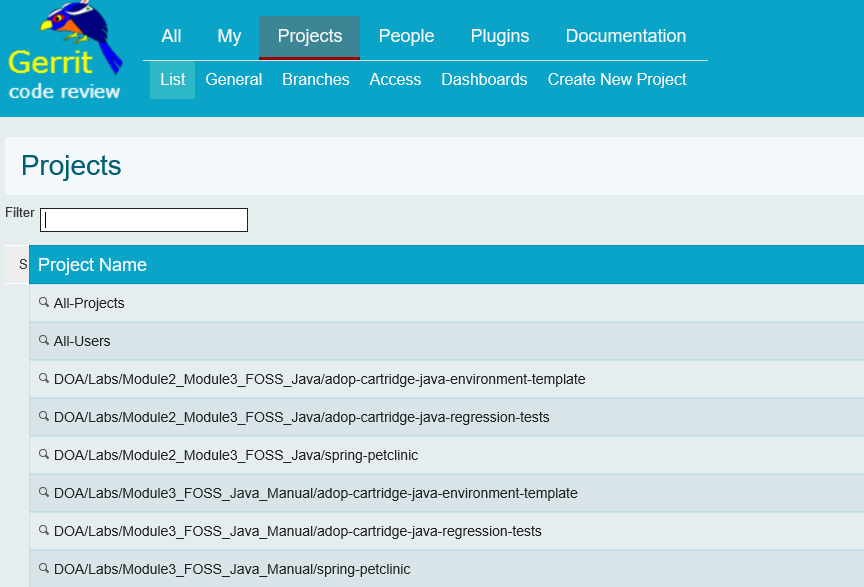 Gerrit
code review
All My Projects People Plugins Documentation
List General Branches Access Dashboards Create New Project
Projects
Filter
S Project Name
All-Projects
All-Users
DOA/Labs/Module2_Module3_FOSS_Java/adop-cartridge-java-environment-template
DOA/Labs/Module2_Module3_FOSS_Java/adop-cartridge-java-regression-tests
DOA/Labs/Module2_Module3_FOSS_Java/spring-petclinic
DOA/Labs/Module3_FOSS_Java_Manual/adop-cartridge-java-environment-template
DOA/Labs/Module3_FOSS_Java_Manual/adop-cartridge-java-regression-tests
DOA/Labs/Module3_FOSS_Java_Manual/spring-petclinic